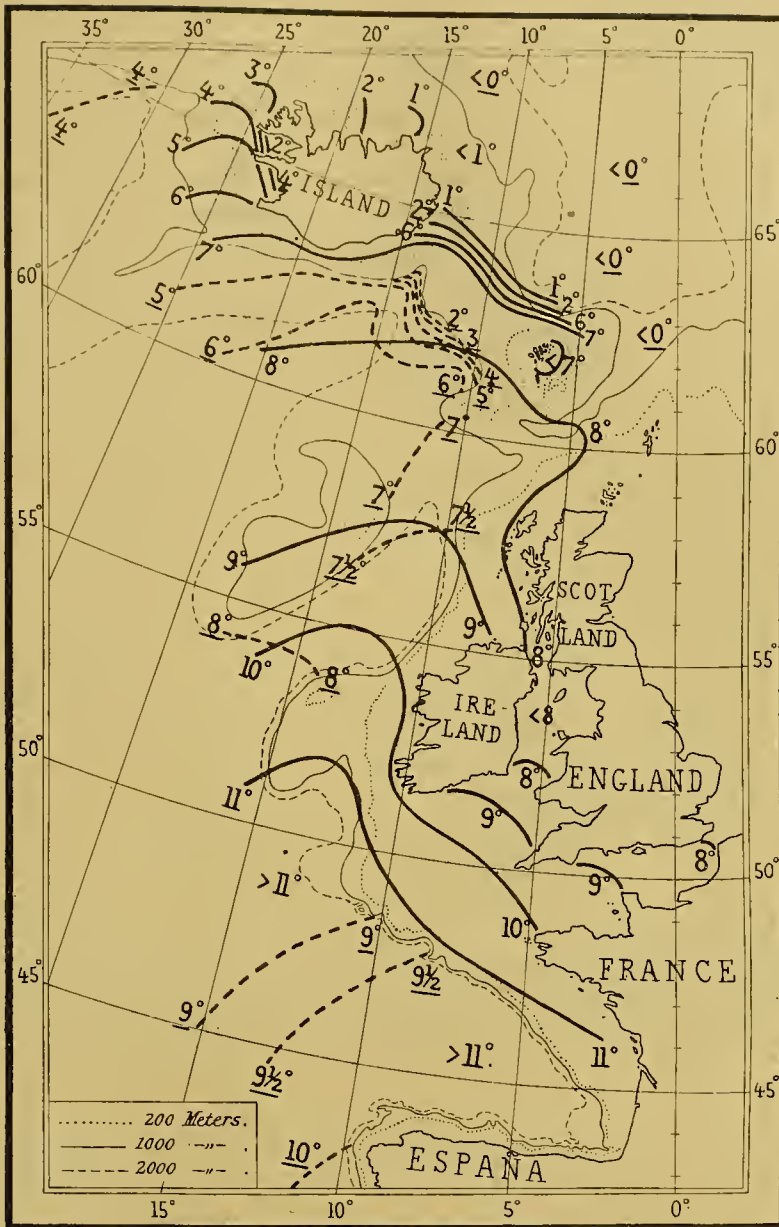 35° 30° 25° 20° 15° 10° 5° 0°
4° 4° 3° 2° 1° <0°
4°
5° 2° <1° <0°
4° ISLAND
6° 2° 1° 65°
6°
7° <0°
60° 5° 1° 2°
6°
7°
2° <0°
6° 8° 3 7°
4
6° 5°
7° 8° 60°
7°
55° 7½
9° 7½° SCOT
LAND
8° 9°
10° 8° 8° 55°
IRE-
LAND <8
50° 8° ENGLAND
11° 9°
8°
>11° 9° 50°
9° 10°
45° 9½ FRANCE
9°
>11° 11°
9½° 45°
200 Meters.
1000 -„-
2000 -„-
10° ESPAÑA
15° 10° 5° 0°